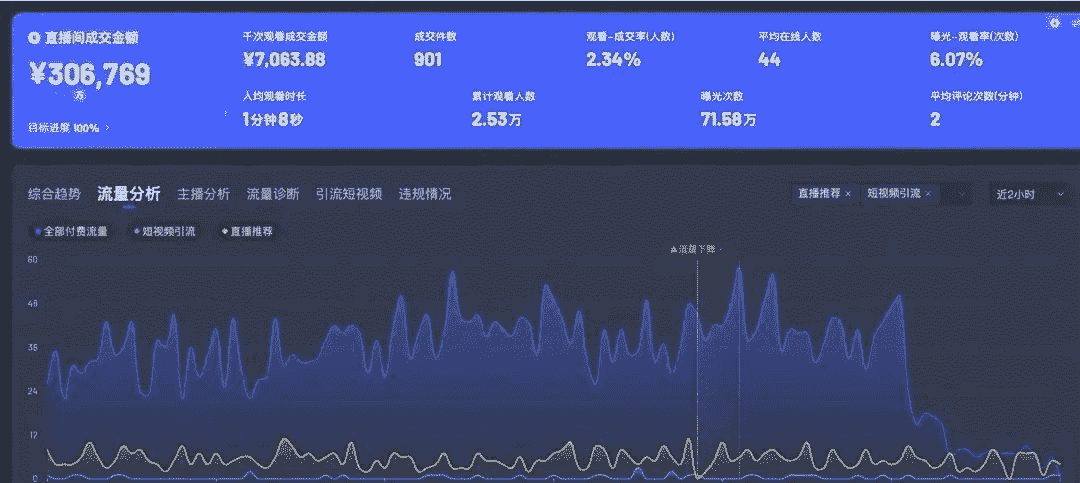 直播间成交金额
¥306,769
万
目标进度 100% >
千次观看成交金额
¥7,063.88
成交件数
901
观看-成交率(人数)
2.34%
平均在线人数
44
曝光-观看率(次数)
6.07%
人均观看时长
1分钟8秒
累计观看人数
2.53万
曝光次数
71.58万
平均评论次数(分钟)
2
综合趋势 流量分析 主播分析 流量诊断 引流短视频 违规情况
直播推荐 × 短视频引流 × 近2小时
全部付费流量 短视频引流 直播推荐
下降
60
48
36
24
12
0